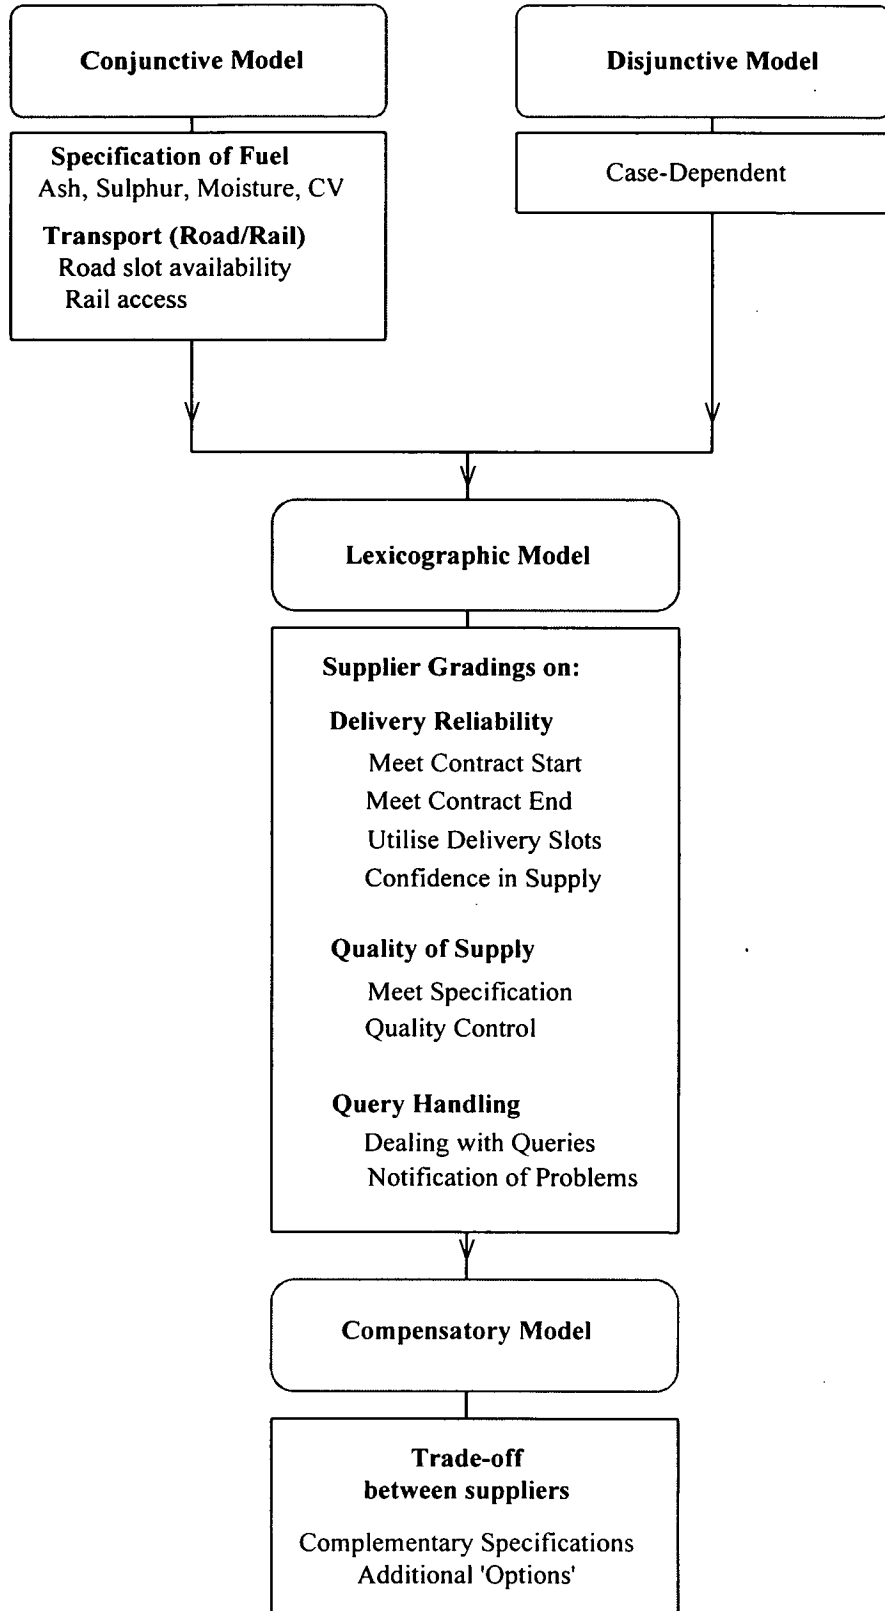 Conjunctive Model
Disjunctive Model
Specification of Fuel
Ash, Sulphur, Moisture, CV
Transport (Road/Rail)
Road slot availability
Rail access
Case-Dependent
Lexicographic Model
Supplier Gradings on:
Delivery Reliability
Meet Contract Start
Meet Contract End
Utilise Delivery Slots
Confidence in Supply
Quality of Supply
Meet Specification
Quality Control
Query Handling
Dealing with Queries
Notification of Problems
Compensatory Model
Trade-off
between suppliers
Complementary Specifications
Additional 'Options'